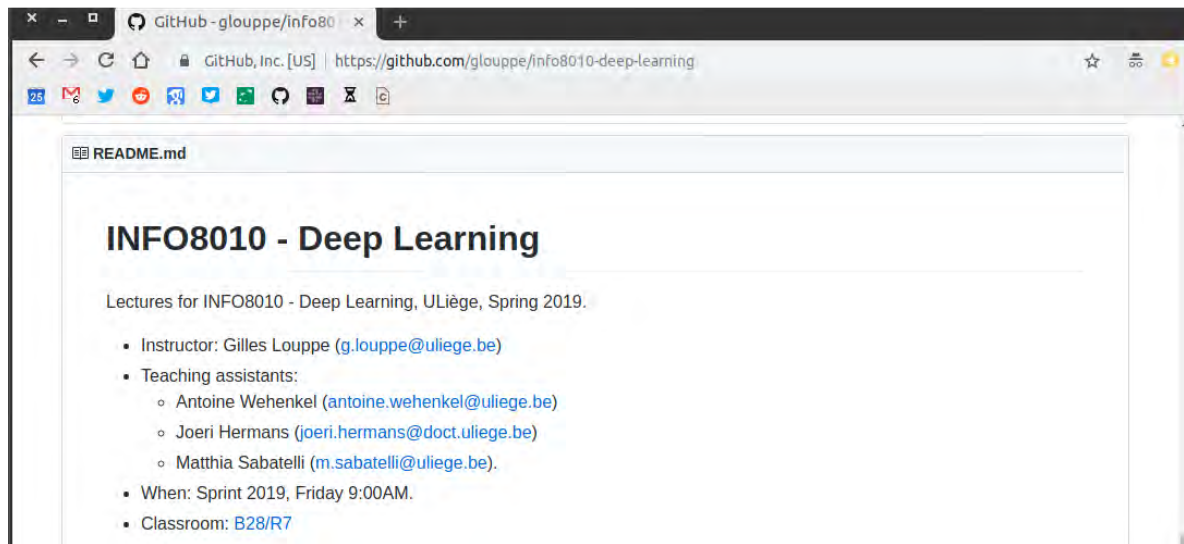 GitHub - glouppe/info80
GitHub, Inc. [US] | https://github.com/glouppe/info8010-deep-learning
25 6 c
README.md
INFO8010 - Deep Learning
Lectures for INFO8010 - Deep Learning, ULiège, Spring 2019.
• Instructor: Gilles Louppe (g.louppe@uliege.be)
• Teaching assistants:
◦ Antoine Wehenkel (antoine.wehenkel@uliege.be)
◦ Joeri Hermans (joeri.hermans@doct.uliege.be)
◦ Matthia Sabatelli (m.sabatelli@uliege.be).
• When: Sprint 2019, Friday 9:00AM.
• Classroom: B28/R7